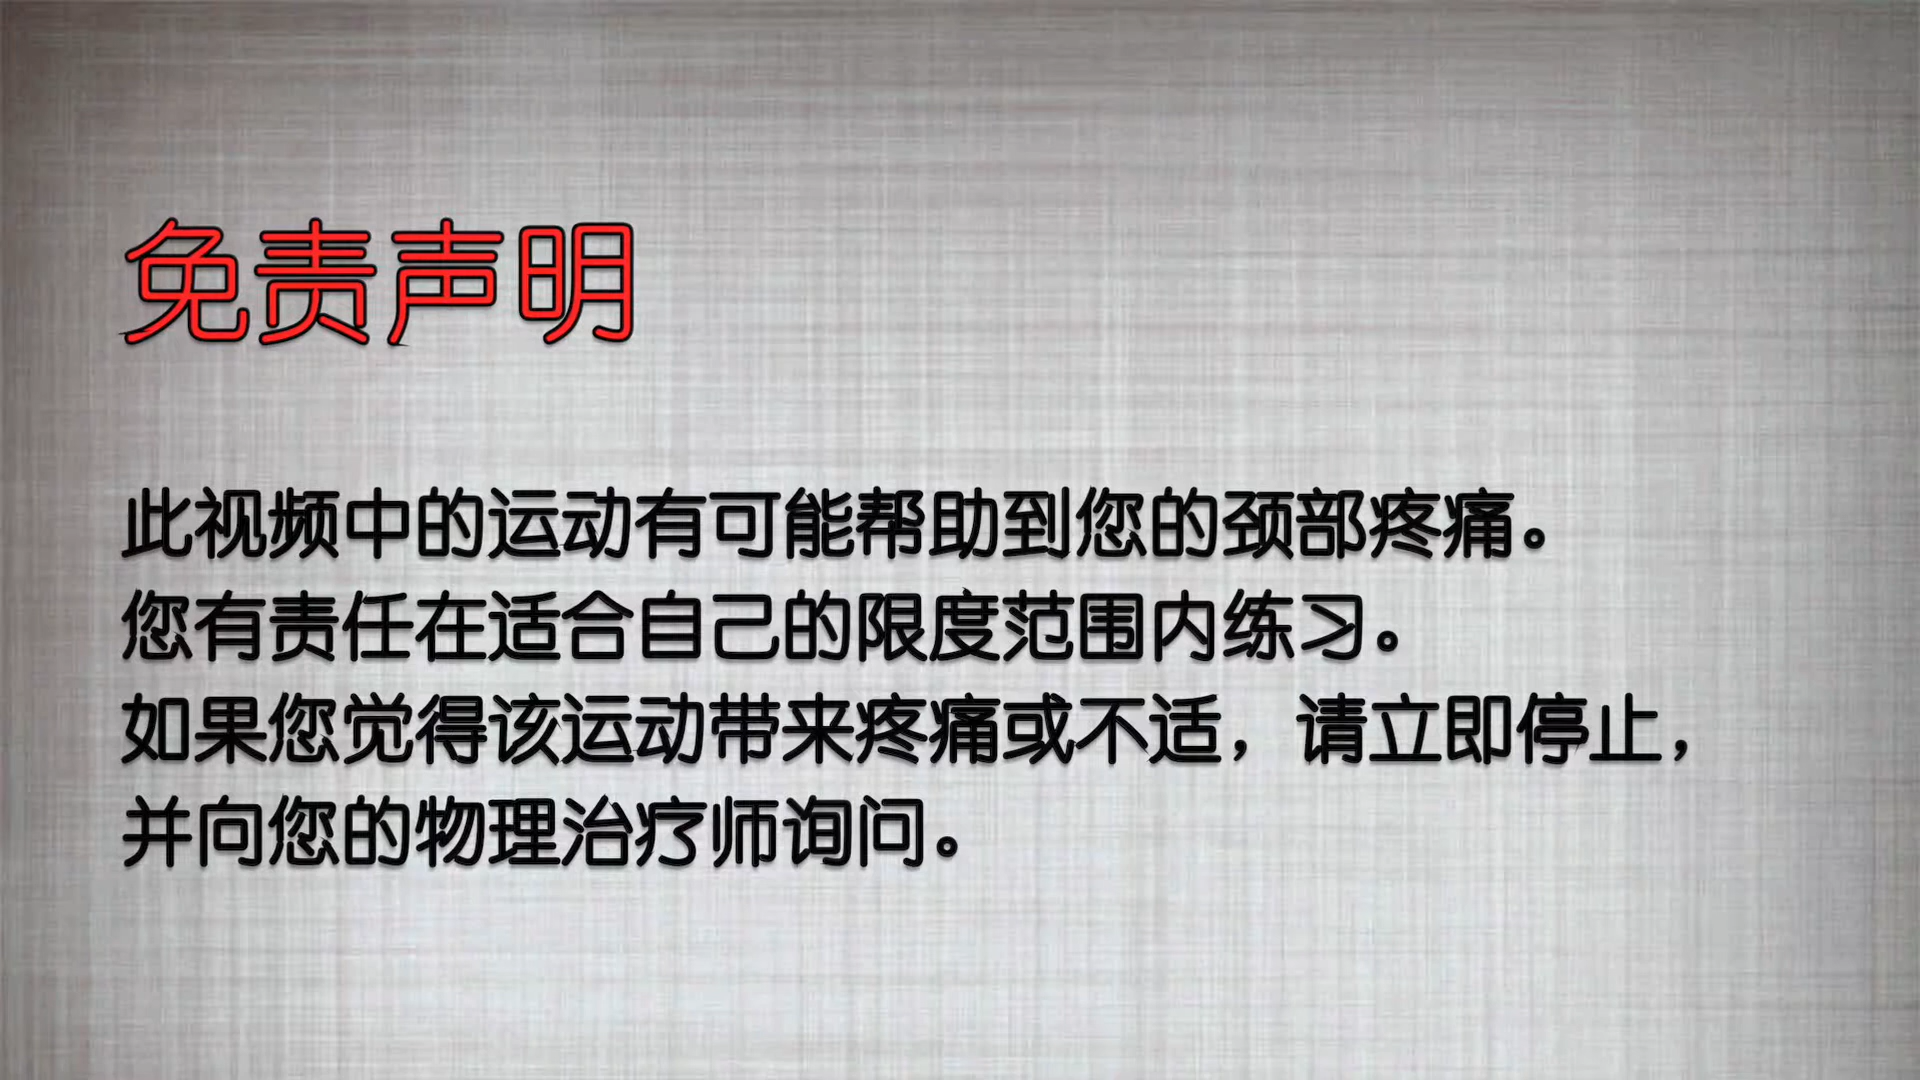 免责声明
此视频中的运动有可能帮助到您的颈部疼痛。
您有责任在适合自己的限度范围内练习。
如果您觉得该运动带来疼痛或不适，请立即停止，
并向您的物理治疗师询问。